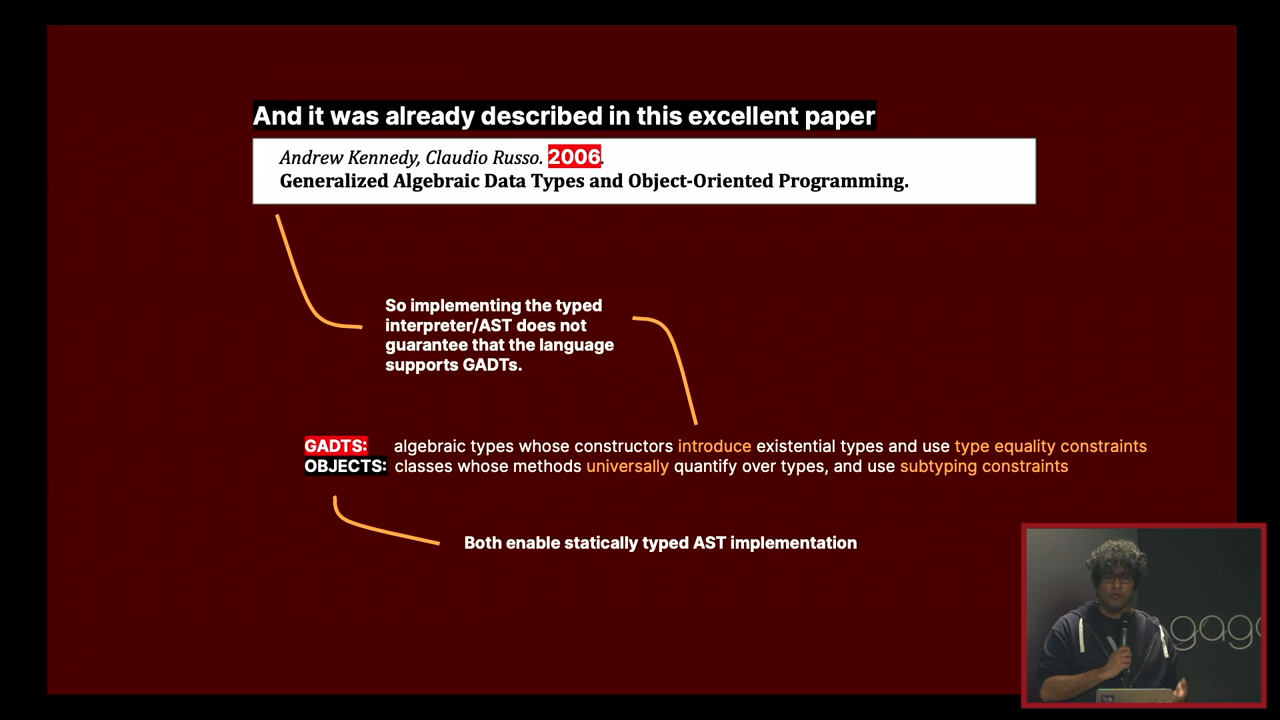 And it was already described in this excellent paper
Andrew Kennedy, Claudio Russo. 2006.
Generalized Algebraic Data Types and Object-Oriented Programming.
So implementing the typed
interpreter/AST does not
guarantee that the language
supports GADTs.
GADTS: algebraic types whose constructors introduce existential types and use type equality constraints
OBJECTS: classes whose methods universally quantify over types, and use subtyping constraints
Both enable statically typed AST implementation